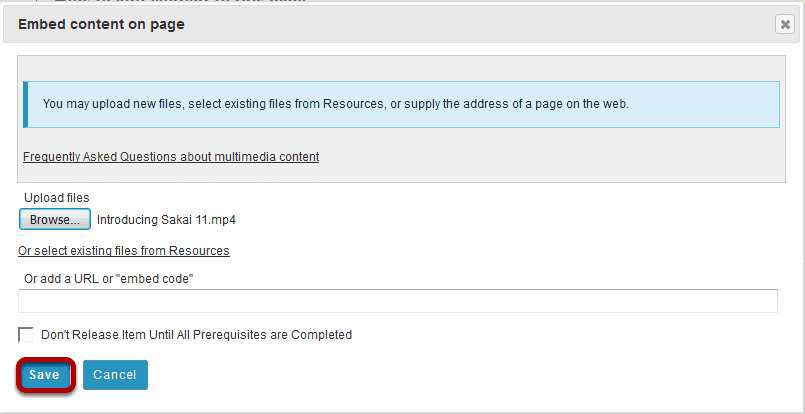 Embed content on page
You may upload new files, select existing files from Resources, or supply the address of a page on the web.
Frequently Asked Questions about multimedia content
Upload files
Browse... Introducing Sakai 11.mp4
Or select existing files from Resources
Or add a URL or "embed code"
Don't Release Item Until All Prerequisites are Completed
Save Cancel